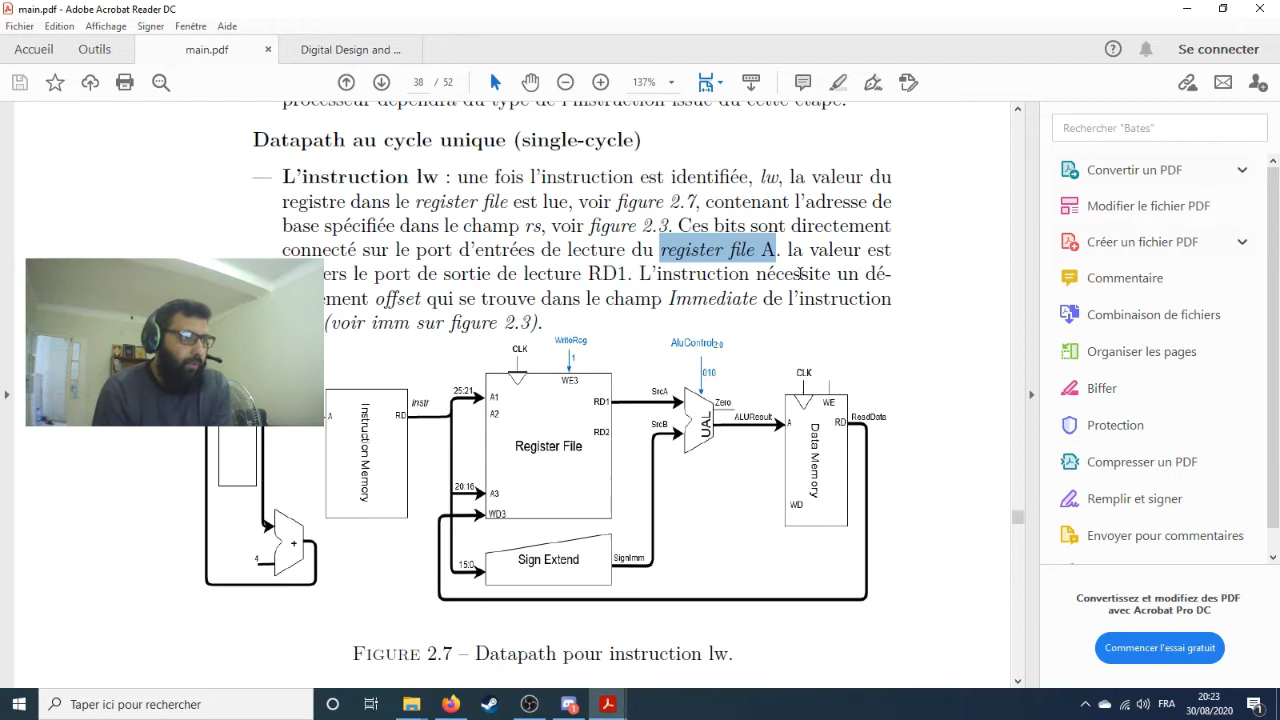 main.pdf - Adobe Acrobat Reader DC
Fichier Edition Affichage Signer Fenêtre Aide
Accueil Outils main.pdf × Digital Design and ... Se connecter
38 / 52 137%
Datapath au cycle unique (single-cycle)
— L'instruction lw : une fois l'instruction est identifiée, lw, la valeur du
registre dans le register file est lue, voir figure 2.7, contenant l'adresse de
base spécifiée dans le champ rs, voir figure 2.3. Ces bits sont directement
connecté sur le port d'entrées de lecture du register file A. la valeur est
ers le port de sortie de lecture RD1. L'instruction nécessite un dé-
ement offset qui se trouve dans le champ Immediate de l'instruction
(voir imm sur figure 2.3).
CLK WriteReg AluControl2:0
1 010 CLK
WE3 WE
25:21 A1 RD1 SrcA Zero
A RD Instr A2 RD2 SrcB UAL ALUResult A RD ReadData
Instruction Memory Register File Data Memory
20:16 A3
WD3 WD
4 + 15:0 Sign Extend SignImm
FIGURE 2.7 – Datapath pour instruction lw.
Rechercher "Bates"
Convertir un PDF
Modifier le fichier PDF
Créer un fichier PDF
Commentaire
Combinaison de fichiers
Organiser les pages
Biffer
Protection
Compresser un PDF
Remplir et signer
Envoyer pour commentaires
Convertissez et modifiez des PDF
avec Acrobat Pro DC
Commencer l'essai gratuit
Taper ici pour rechercher
FRA
20:23
30/08/2020